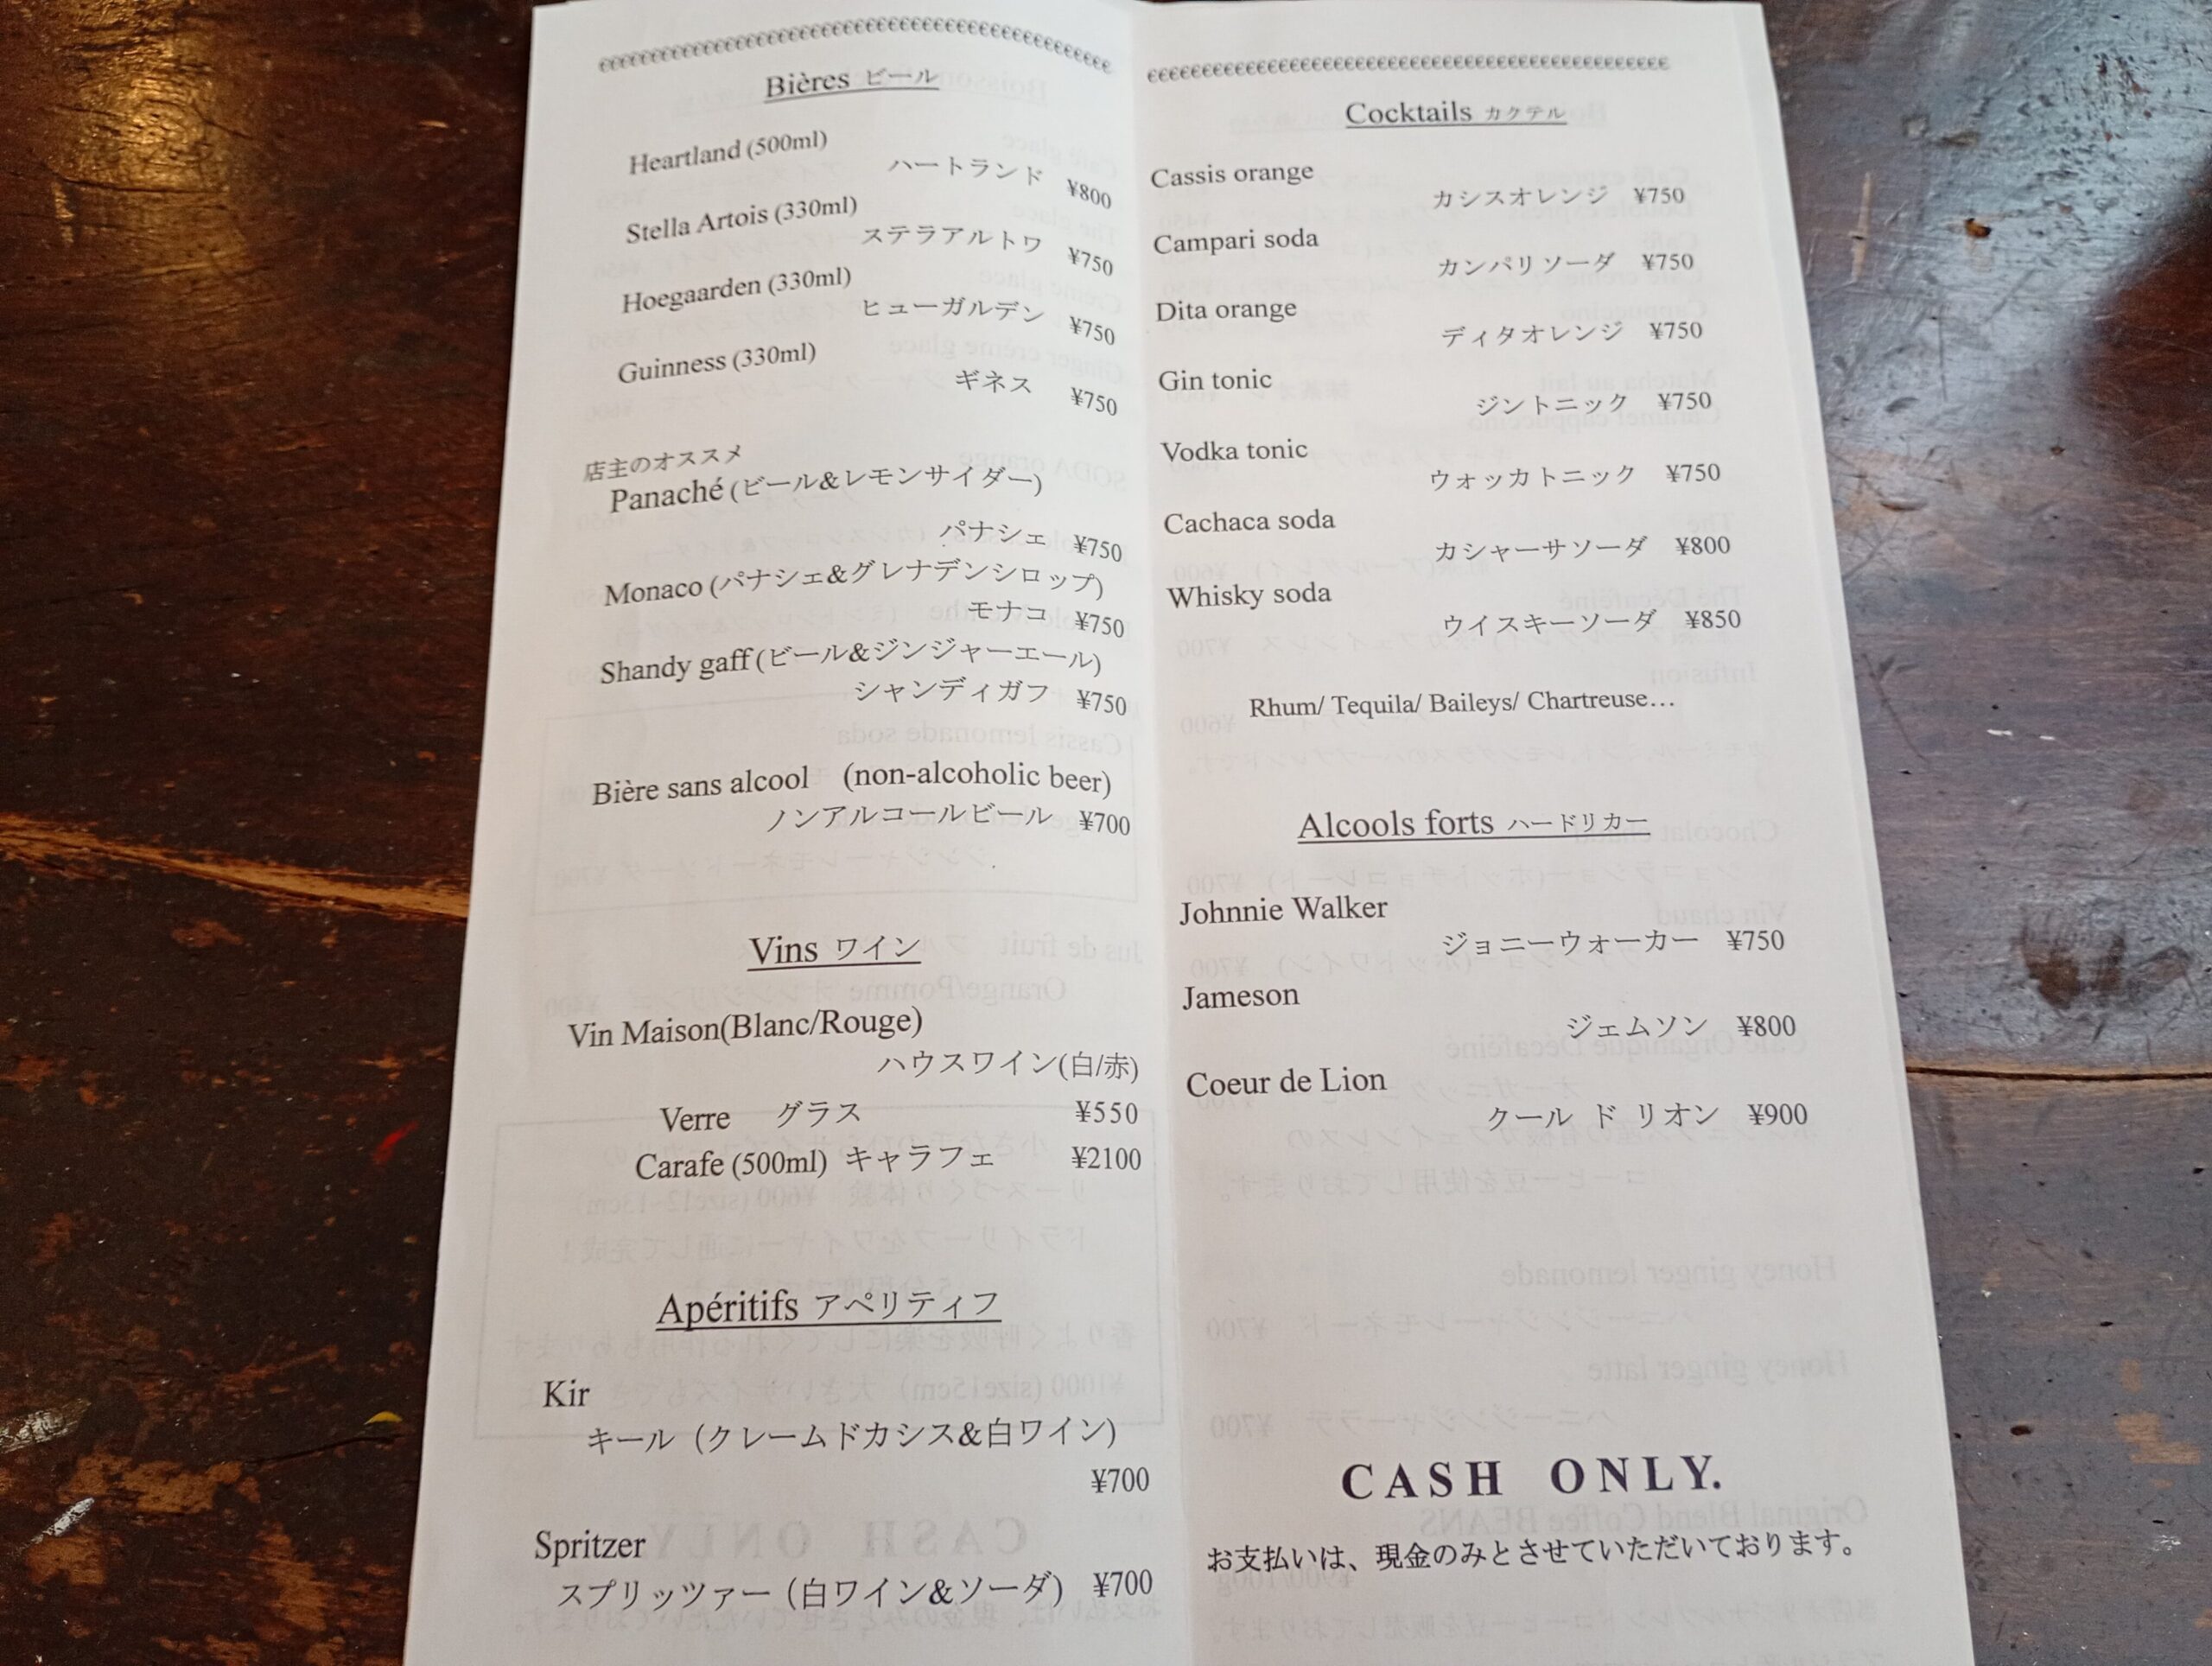 Bières ビール
Heartland (500ml)
ハートランド ¥800
Stella Artois (330ml)
ステラアルトワ ¥750
Hoegaarden (330ml)
ヒューガルデン ¥750
Guinness (330ml)
ギネス ¥750
店主のオススメ
Panaché (ビール&レモンサイダー)
パナシェ ¥750
Monaco (パナシェ&グレナデンシロップ)
モナコ ¥750
Shandy gaff (ビール&ジンジャーエール)
シャンディガフ ¥750
Bière sans alcool (non-alcoholic beer)
ノンアルコールビール ¥700
Vins ワイン
Vin Maison(Blanc/Rouge)
ハウスワイン(白/赤)
Verre グラス ¥550
Carafe (500ml) キャラフェ ¥2100
Apéritifs アペリティフ
Kir
キール (クレームドカシス&白ワイン)
¥700
Spritzer
スプリッツァー (白ワイン&ソーダ) ¥700
Cocktails カクテル
Cassis orange
カシスオレンジ ¥750
Campari soda
カンパリソーダ ¥750
Dita orange
ディタオレンジ ¥750
Gin tonic
ジントニック ¥750
Vodka tonic
ウォッカトニック ¥750
Cachaca soda
カシャーサソーダ ¥800
Whisky soda
ウイスキーソーダ ¥850
Rhum/ Tequila/ Baileys/ Chartreuse…
Alcools forts ハードリカー
Johnnie Walker
ジョニーウォーカー ¥750
Jameson
ジェムソン ¥800
Coeur de Lion
クール ド リオン ¥900
CASH ONLY.
お支払いは、現金のみとさせていただいております。